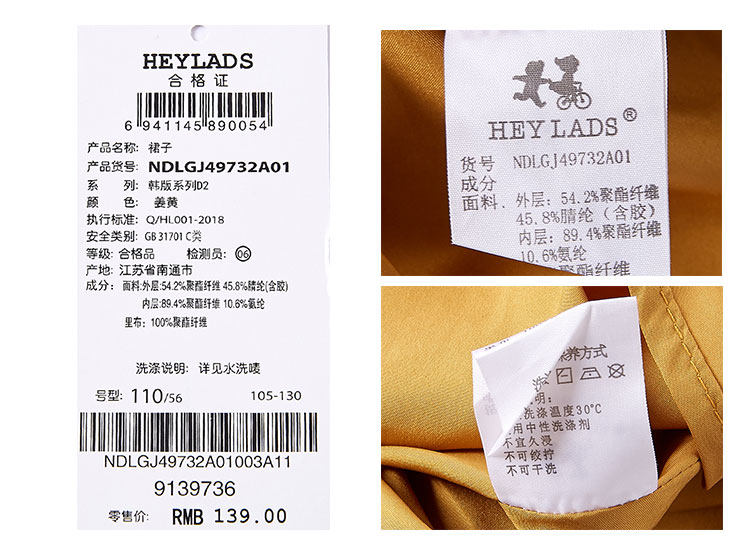 HEYLADS
合格证
6 941145 890054
产品名称: 裙子
产品货号: NDLGJ49732A01
系 列: 韩版系列D2
颜 色: 姜黄
执行标准: Q/HL001-2018
安全类别: GB 31701 C类
等级: 合格品 检测员: 06
产地: 江苏省南通市
成分: 面料:外层:54.2%聚酯纤维 45.8%腈纶(含胶)
内层:89.4%聚酯纤维 10.6%氨纶
里布: 100%聚酯纤维
洗涤说明: 详见水洗唛
号型: 110/56 105-130
NDLGJ49732A01003A11
9139736
零售价: RMB 139.00
HEY LADS®
货号 NDLGJ49732A01
成分
面料: 外层: 54.2%聚酯纤维
45.8%腈纶(含胶)
内层: 89.4%聚酯纤维
10.6%氨纶
%聚酯纤维
养方式
明:
洗涤温度30°C
用中性洗涤剂
不宜久浸
不可绞拧
不可干洗